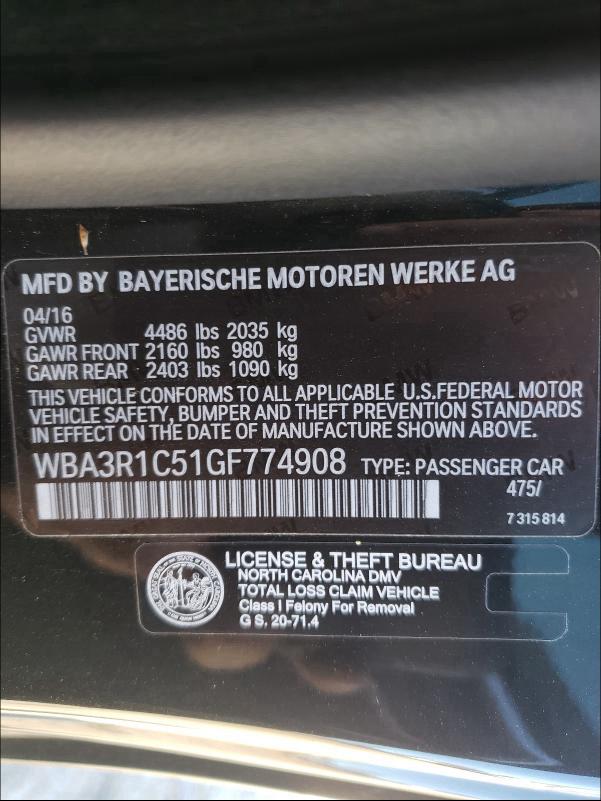 MFD BY BAYERISCHE MOTOREN WERKE AG
04/16
GVWR 4486 lbs 2035 kg
GAWR FRONT 2160 lbs 980 kg
GAWR REAR 2403 lbs 1090 kg
THIS VEHICLE CONFORMS TO ALL APPLICABLE U.S.FEDERAL MOTOR
VEHICLE SAFETY, BUMPER AND THEFT PREVENTION STANDARDS
IN EFFECT ON THE DATE OF MANUFACTURE SHOWN ABOVE.
WBA3R1C51GF774908 TYPE: PASSENGER CAR
475/
7 315 814
LICENSE & THEFT BUREAU
NORTH CAROLINA DMV
TOTAL LOSS CLAIM VEHICLE
Class I Felony For Removal
G S. 20-71.4